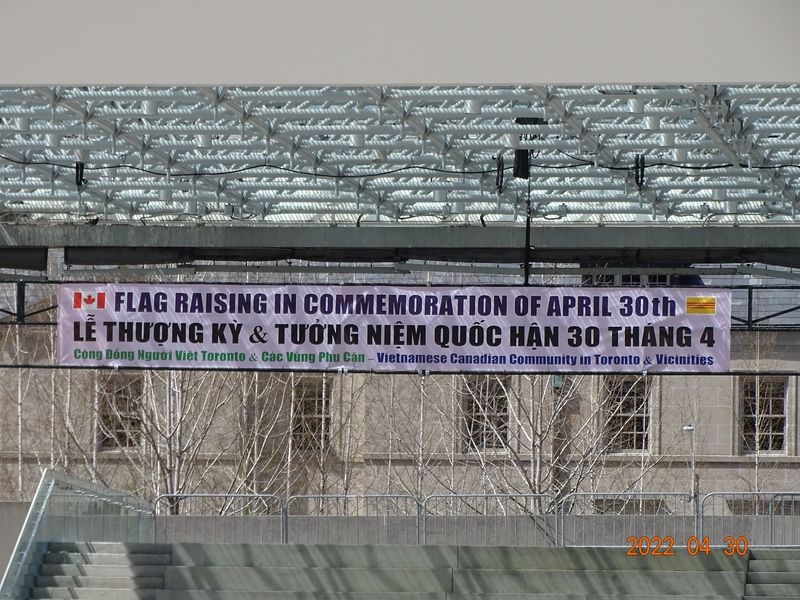 FLAG RAISING IN COMMEMORATION OF APRIL 30th
LỄ THƯỢNG KỲ & TƯỞNG NIỆM QUỐC HẬN 30 THÁNG 4
Cộng Đồng Người Việt Toronto & Các Vùng Phụ Cận – Vietnamese Canadian Community in Toronto & Vicinities
2022 04 30